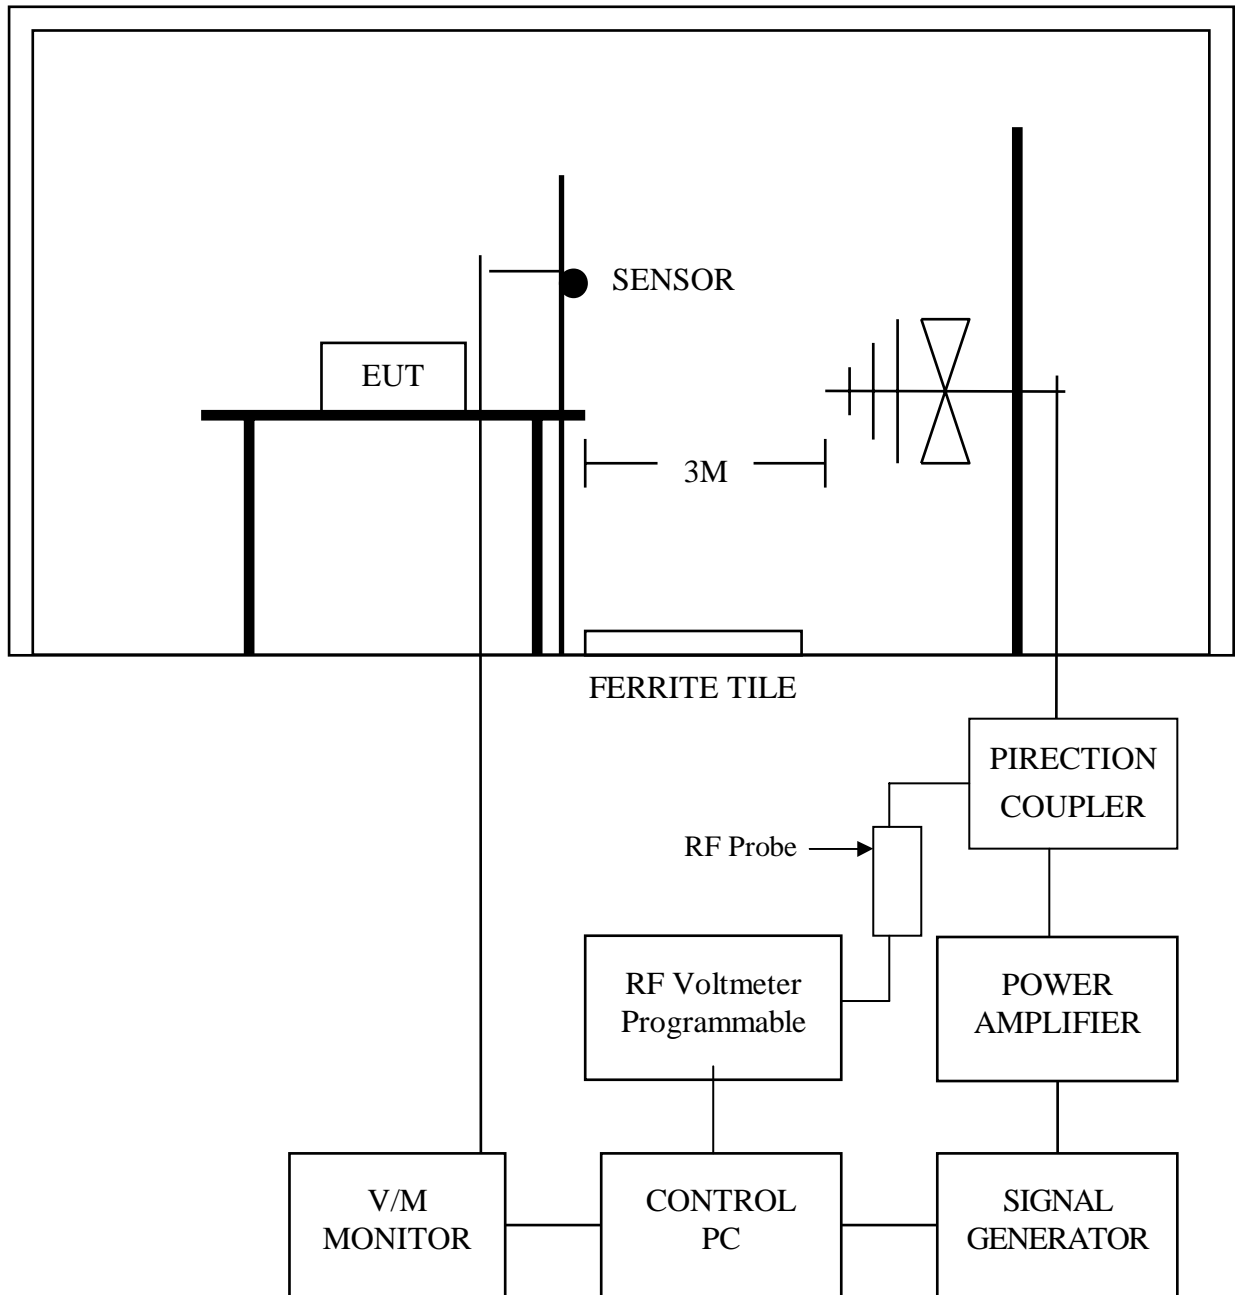 SENSOR
EUT
3M
FERRITE TILE
PIRECTION
COUPLER
RF Probe
RF Voltmeter
Programmable
POWER
AMPLIFIER
V/M
MONITOR
CONTROL
PC
SIGNAL
GENERATOR